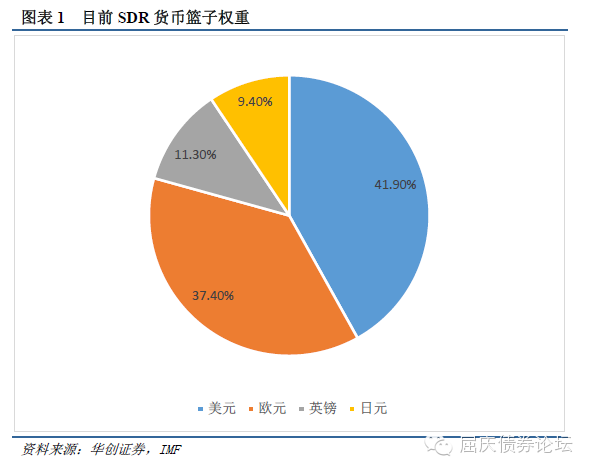 图表 1 目前 SDR 货币篮子权重
9.40%
11.30%
41.90%
37.40%
美元 欧元 英镑 日元
资料来源：华创证券，IMF
屈庆债券论坛